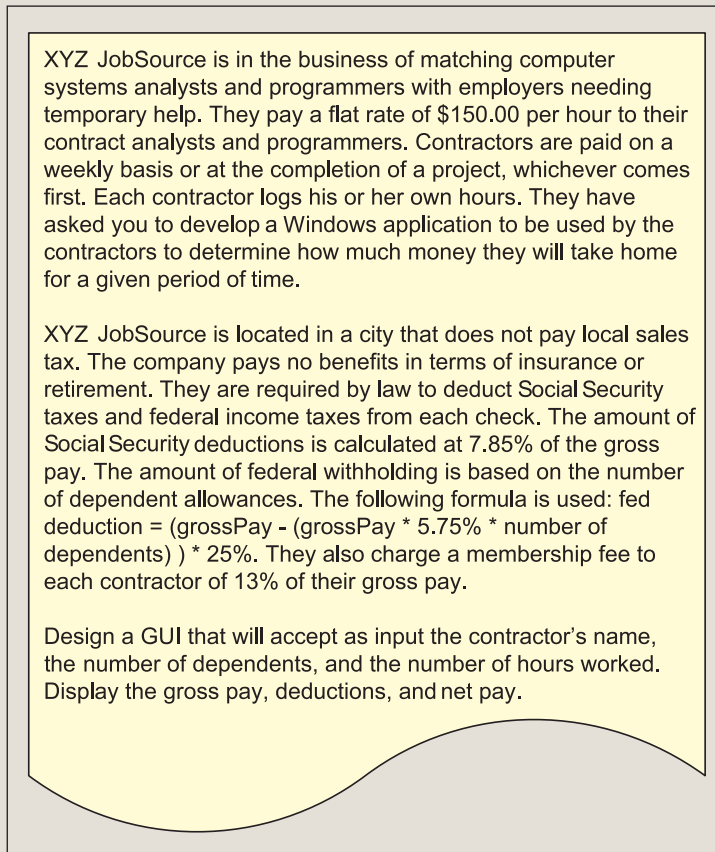 XYZ JobSource is in the business of matching computer
systems analysts and programmers with employers needing
temporary help. They pay a flat rate of $150.00 per hour to their
contract analysts and programmers. Contractors are paid on a
weekly basis or at the completion of a project, whichever comes
first. Each contractor logs his or her own hours. They have
asked you to develop a Windows application to be used by the
contractors to determine how much money they will take home
for a given period of time.
XYZ JobSource is located in a city that does not pay local sales
tax. The company pays no benefits in terms of insurance or
retirement. They are required by law to deduct Social Security
taxes and federal income taxes from each check. The amount of
Social Security deductions is calculated at 7.85% of the gross
pay. The amount of federal withholding is based on the number
of dependent allowances. The following formula is used: fed
deduction = (grossPay - (grossPay * 5.75% * number of
dependents) ) * 25%. They also charge a membership fee to
each contractor of 13% of their gross pay.
Design a GUI that will accept as input the contractor's name,
the number of dependents, and the number of hours worked.
Display the gross pay, deductions, and net pay.